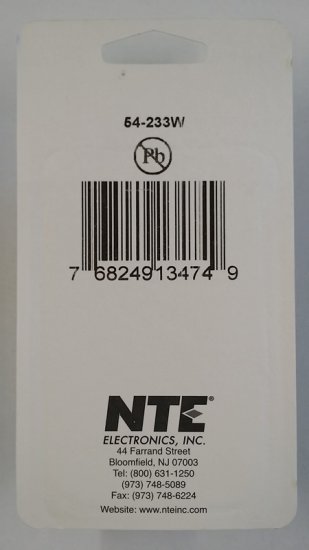 54-233W
Pb
7 6824913474 9
NTE®
ELECTRONICS, INC.
44 Farrand Street
Bloomfield, NJ 07003
Tel: (800) 631-1250
(973) 748-5089
Fax: (973) 748-6224
Website: www.nteinc.com